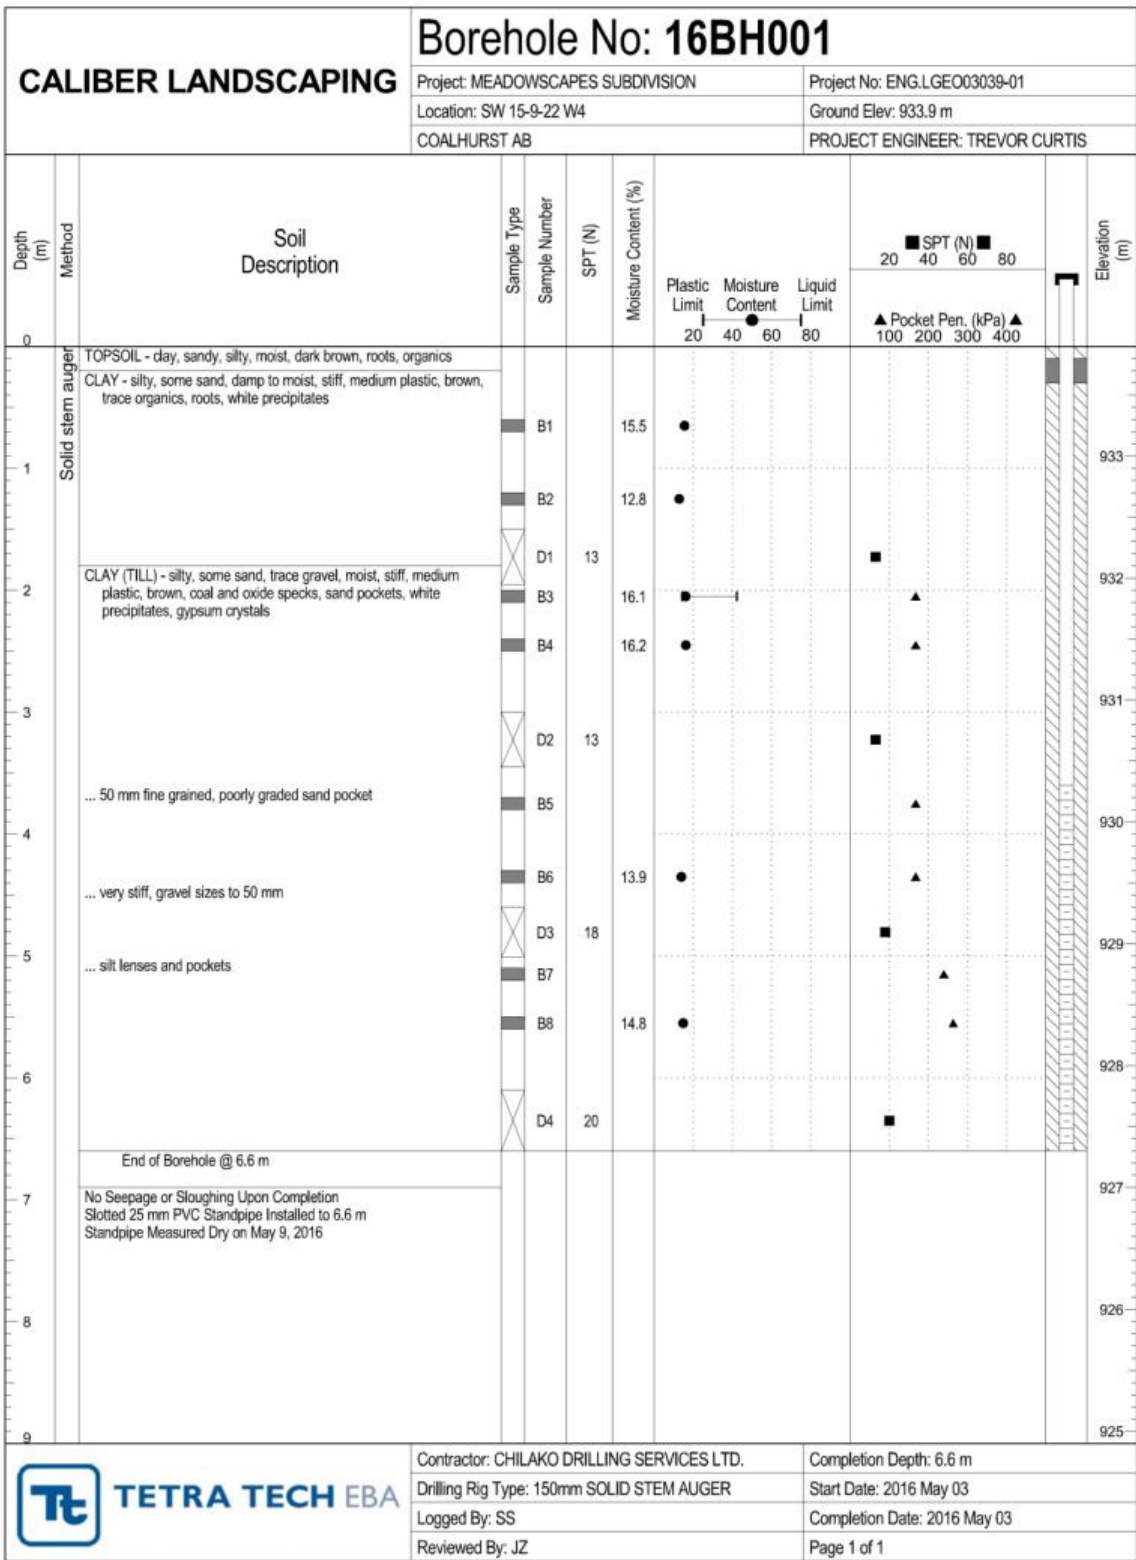 CALIBER LANDSCAPING
Borehole No: 16BH001
Project: MEADOWSCAPES SUBDIVISION
Project No: ENG.LGEO03039-01
Location: SW 15-9-22 W4
Ground Elev: 933.9 m
COALHURST AB
PROJECT ENGINEER: TREVOR CURTIS
Depth
(m)
Method
Soil
Description
Sample Type
Sample Number
SPT (N)
Moisture Content (%)
Plastic
Limit
Moisture
Content
Liquid
Limit
20 40 60 80
■ SPT (N) ■
20 40 60 80
▲ Pocket Pen. (kPa) ▲
100 200 300 400
Elevation
(m)
0
Solid stem auger
TOPSOIL - clay, sandy, silty, moist, dark brown, roots, organics
CLAY - silty, some sand, damp to moist, stiff, medium plastic, brown,
trace organics, roots, white precipitates
B1 15.5
933
1
B2 12.8
D1 13
CLAY (TILL) - silty, some sand, trace gravel, moist, stiff, medium
plastic, brown, coal and oxide specks, sand pockets, white
precipitates, gypsum crystals
932
2
B3 16.1
B4 16.2
931
3
D2 13
... 50 mm fine grained, poorly graded sand pocket
B5
930
4
B6 13.9
... very stiff, gravel sizes to 50 mm
D3 18
929
5
... silt lenses and pockets
B7
B8 14.8
928
6
D4 20
End of Borehole @ 6.6 m
927
7
No Seepage or Sloughing Upon Completion
Slotted 25 mm PVC Standpipe Installed to 6.6 m
Standpipe Measured Dry on May 9, 2016
926
8
925
9
Tt TETRA TECH EBA
Contractor: CHILAKO DRILLING SERVICES LTD.
Completion Depth: 6.6 m
Drilling Rig Type: 150mm SOLID STEM AUGER
Start Date: 2016 May 03
Logged By: SS
Completion Date: 2016 May 03
Reviewed By: JZ
Page 1 of 1